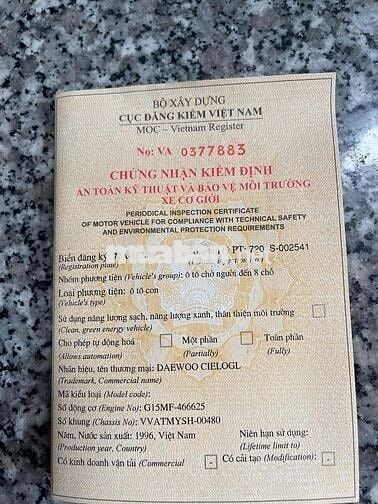 BỘ XÂY DỰNG
CỤC ĐĂNG KIỂM VIỆT NAM
MOC – Vietnam Register
No: VA 0377883
CHỨNG NHẬN KIỂM ĐỊNH
AN TOÀN KỸ THUẬT VÀ BẢO VỆ MÔI TRƯỜNG
XE CƠ GIỚI
PERIODICAL INSPECTION CERTIFICATE
OF MOTOR VEHICLE FOR COMPLIANCE WITH TECHNICAL SAFETY
AND ENVIRONMENTAL PROTECTION REQUIREMENTS
Biển đăng ký
S-002541
(Registration plate)
Nhóm phương tiện (Vehicle's group): ô tô chở người đến 8 chỗ
Loại phương tiện: ô tô con
(Vehicle's type)
Sử dụng năng lượng sạch, năng lượng xanh, thân thiện môi trường
(Clean, green energy vehicle)
Cho phép tự động hoá Một phần Toàn phần
(Allows automation) (Partially) (Fully)
Nhãn hiệu, tên thương mại: DAEWOO CIELOGL
(Trademark, Commercial name)
Mã kiểu loại (Model code):
Số động cơ (Engine No): G15MF-466625
Số khung (Chassis No): VVATMYSH-00480
Năm, Nước sản xuất: 1996, Việt Nam Niên hạn sử dụng:
(Production year, Country) (Lifetime limit to)
Có kinh doanh vận tải (Commercial - Có cải tạo (Modification): -